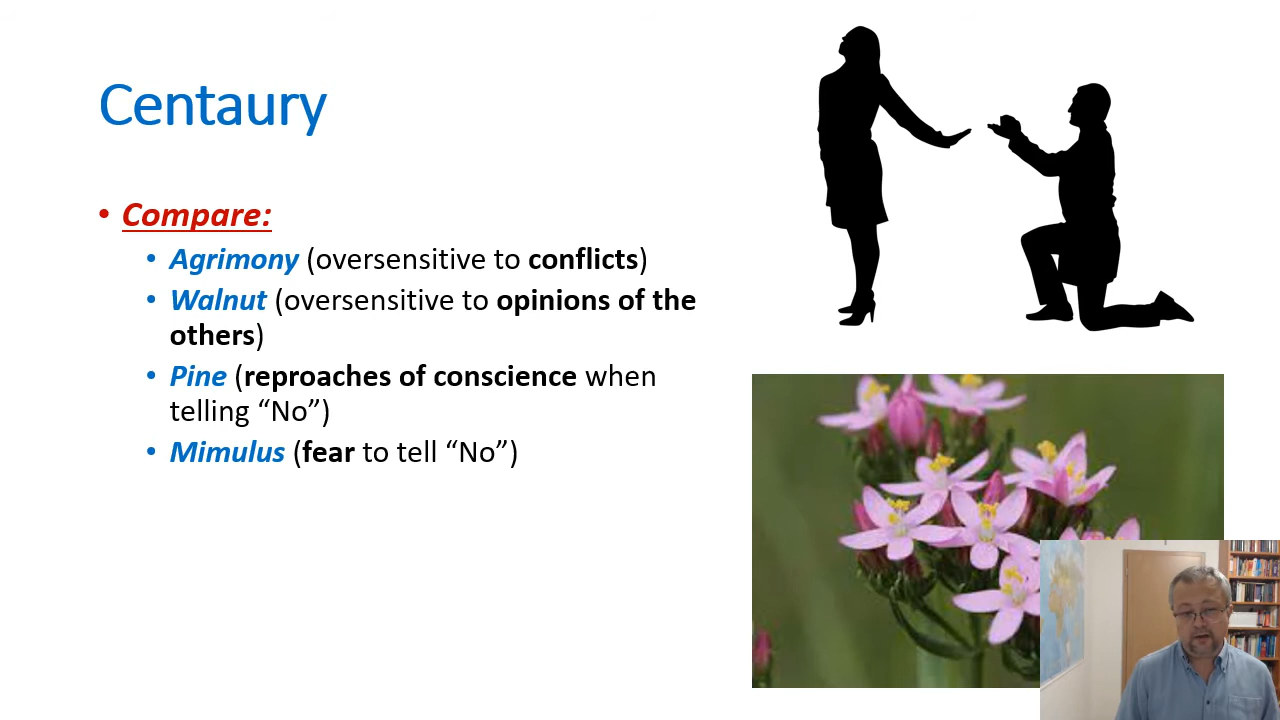 Centaury
• Compare:
• Agrimony (oversensitive to conflicts)
• Walnut (oversensitive to opinions of the
others)
• Pine (reproaches of conscience when
telling “No”)
• Mimulus (fear to tell “No”)